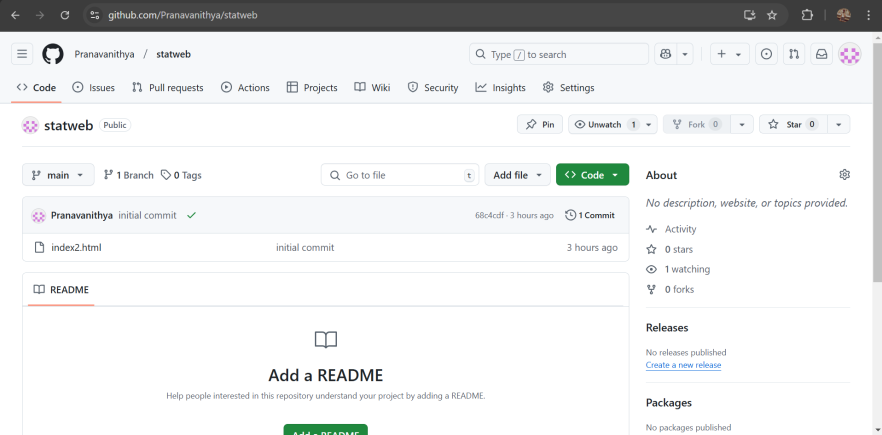 github.com/Pranavanithya/statweb
Pranavanithya / statweb
Type / to search
Code Issues Pull requests Actions Projects Wiki Security Insights Settings
statweb Public
Pin Unwatch 1 Fork 0 Star 0
main 1 Branch 0 Tags Go to file t Add file Code
About
No description, website, or topics provided.
Pranavanithya initial commit 68c4cdf · 3 hours ago 1 Commit
Activity
index2.html initial commit 3 hours ago
0 stars
1 watching
0 forks
README
Releases
No releases published
Create a new release
Add a README
Help people interested in this repository understand your project by adding a README.
Packages
No packages published
Add a README